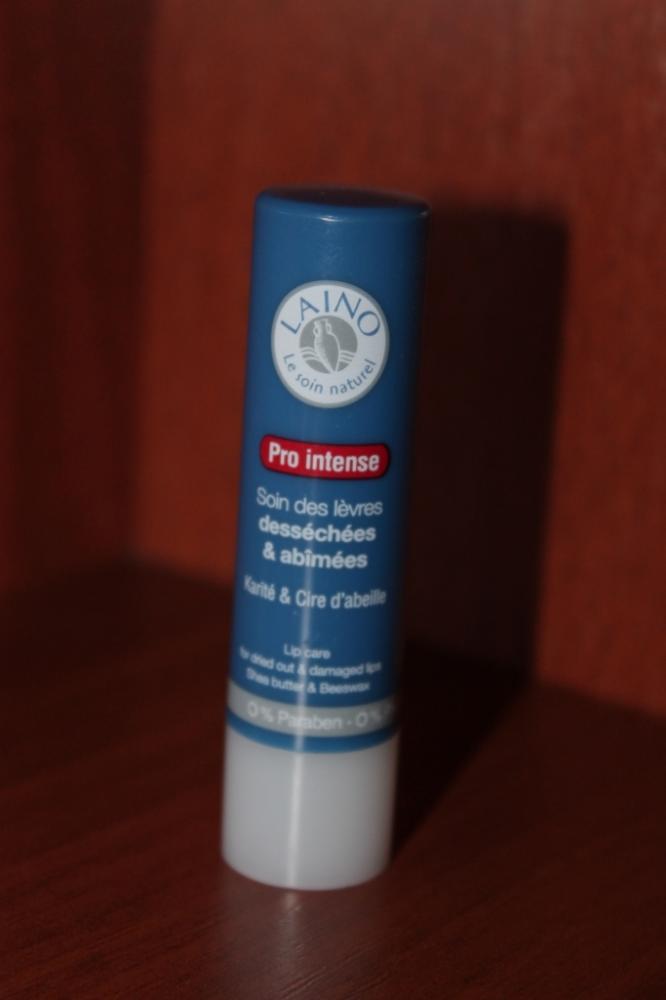 LAINO
Le soin naturel
Pro intense
Soin des lèvres
desséchées
& abîmées
Karité & Cire d'abeille
Lip care
for dried out & damaged lips
Shea butter & Beeswax
0 % Paraben - 0 %